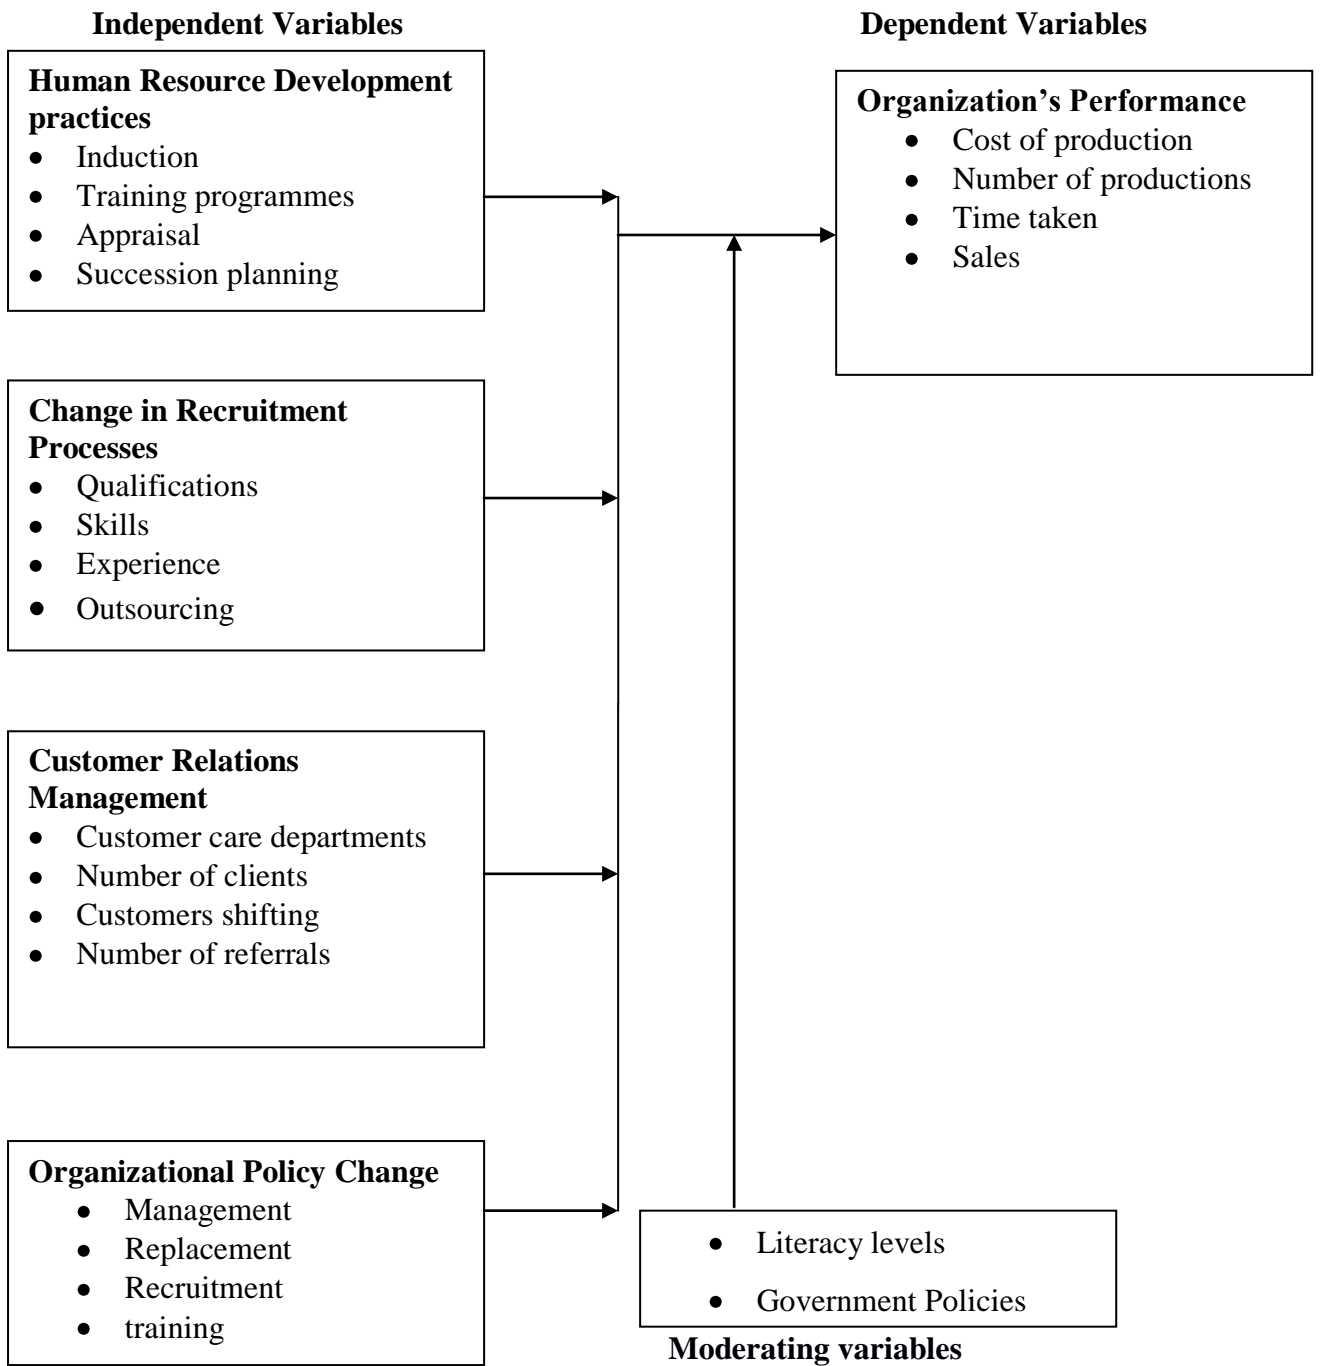 Independent Variables
Human Resource Development
practices
• Induction
• Training programmes
• Appraisal
• Succession planning
Change in Recruitment
Processes
• Qualifications
• Skills
• Experience
• Outsourcing
Customer Relations
Management
• Customer care departments
• Number of clients
• Customers shifting
• Number of referrals
Organizational Policy Change
• Management
• Replacement
• Recruitment
• training
Dependent Variables
Organization’s Performance
• Cost of production
• Number of productions
• Time taken
• Sales
• Literacy levels
• Government Policies
Moderating variables